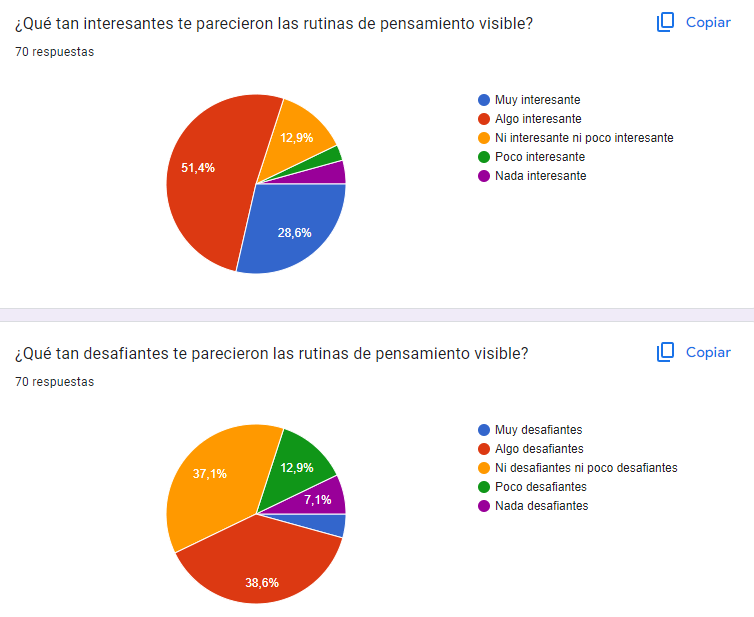 ¿Qué tan interesantes te parecieron las rutinas de pensamiento visible?
Copiar
70 respuestas
Muy interesante
Algo interesante
Ni interesante ni poco interesante
Poco interesante
Nada interesante
12,9%
51,4%
28,6%
¿Qué tan desafiantes te parecieron las rutinas de pensamiento visible?
Copiar
70 respuestas
Muy desafiantes
Algo desafiantes
Ni desafiantes ni poco desafiantes
Poco desafiantes
Nada desafiantes
37,1%
12,9%
7,1%
38,6%